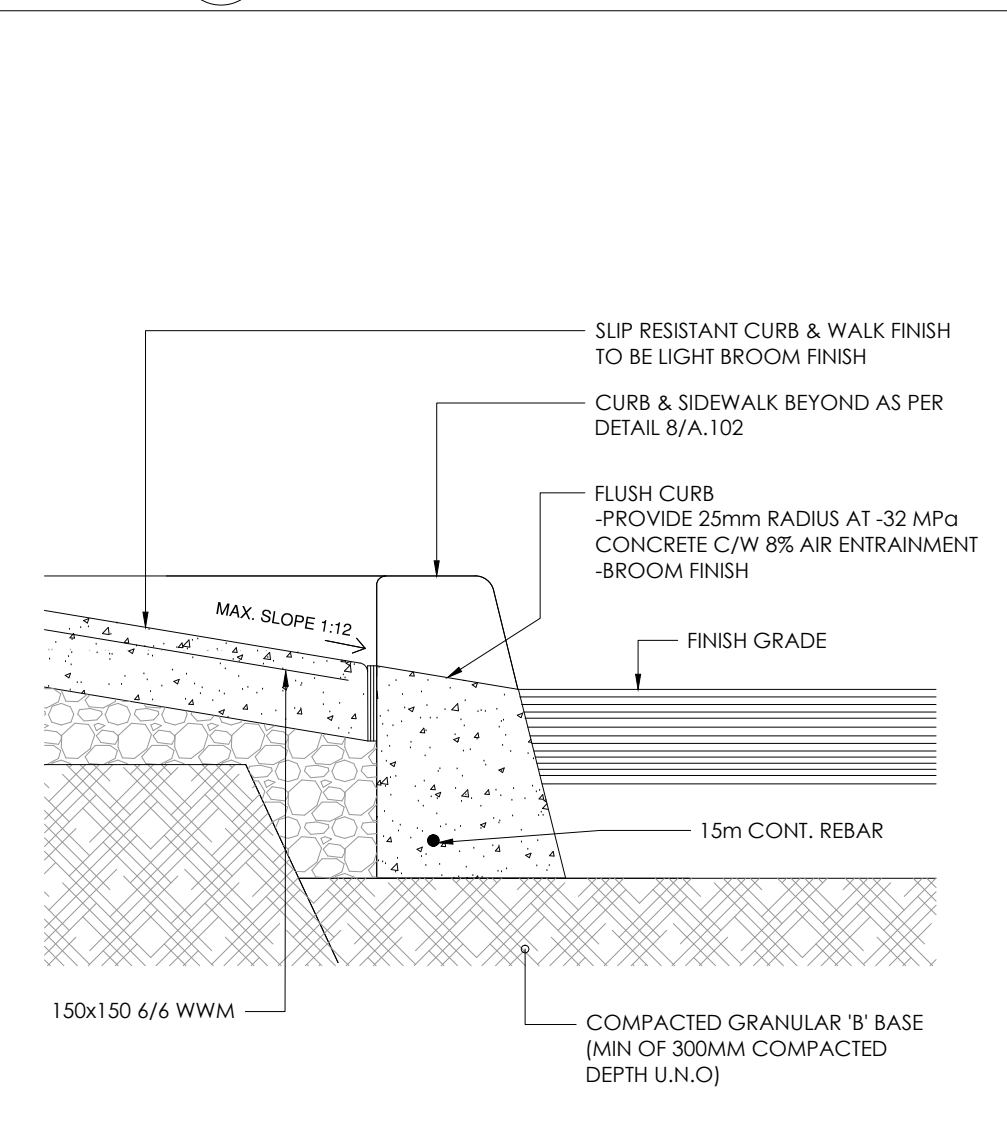 SLIP RESISTANT CURB & WALK FINISH
TO BE LIGHT BROOM FINISH
CURB & SIDEWALK BEYOND AS PER
DETAIL 8/A.102
FLUSH CURB
-PROVIDE 25mm RADIUS AT -32 MPa
CONCRETE C/W 8% AIR ENTRAINMENT
-BROOM FINISH
MAX. SLOPE 1:12
FINISH GRADE
15m CONT. REBAR
150x150 6/6 WWM
COMPACTED GRANULAR 'B' BASE
(MIN OF 300MM COMPACTED
DEPTH U.N.O)